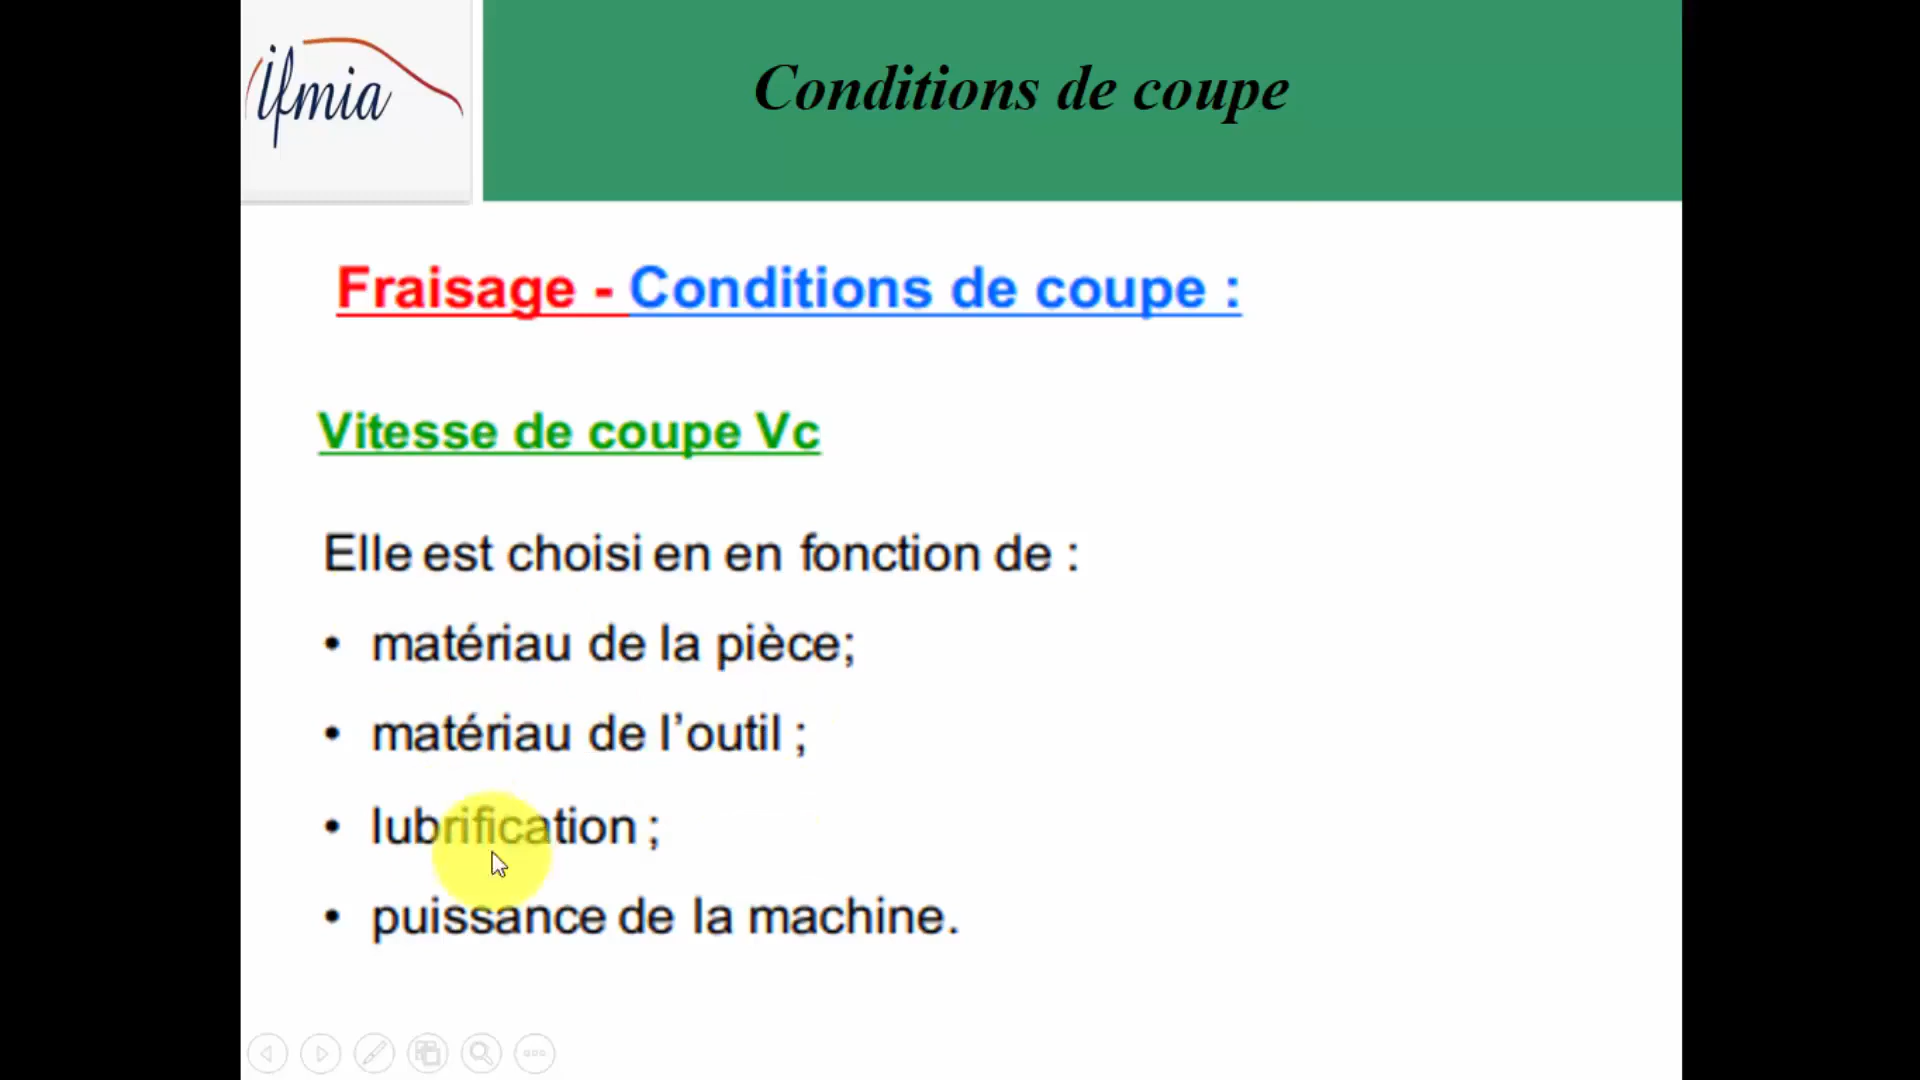 ifmia
Conditions de coupe
Fraisage - Conditions de coupe :
Vitesse de coupe Vc
Elle est choisi en en fonction de :
• matériau de la pièce;
• matériau de l’outil ;
• lubrification ;
• puissance de la machine.